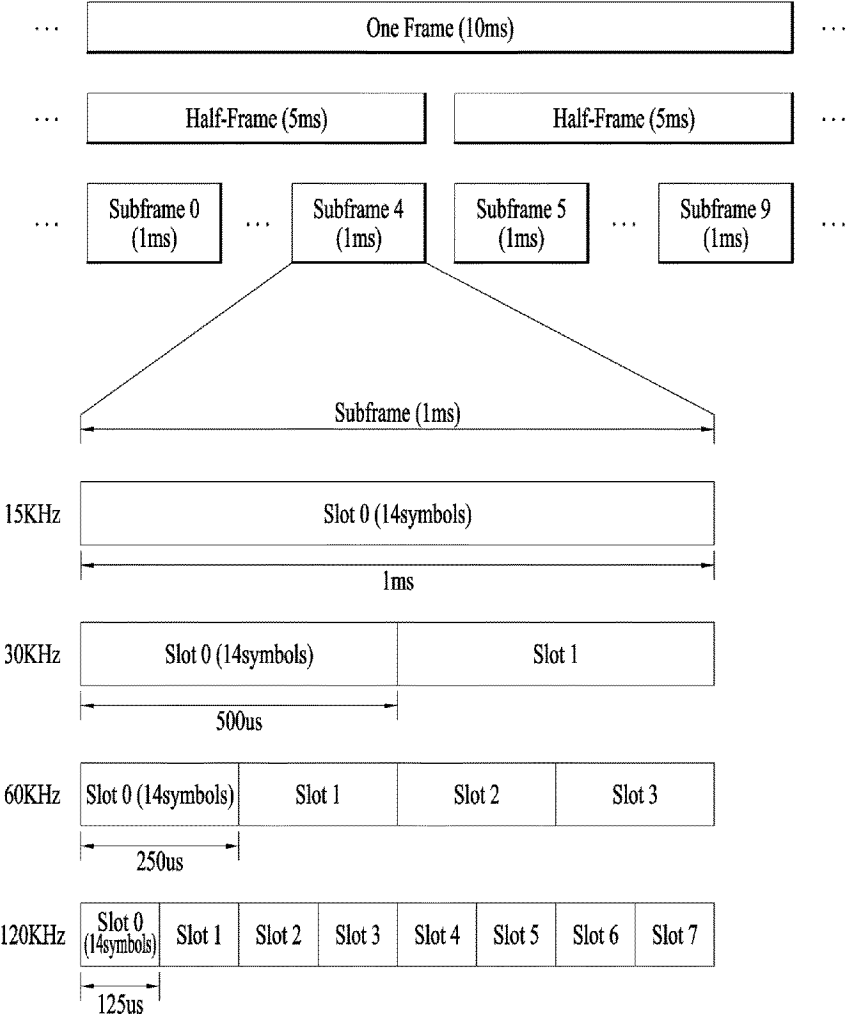 ... One Frame (10ms) ...
... Half-Frame (5ms) Half-Frame (5ms) ...
... Subframe 0 ... Subframe 4 Subframe 5 ... Subframe 9 ...
(1ms) (1ms) (1ms) (1ms)
Subframe (1ms)
15KHz Slot 0 (14symbols)
1ms
30KHz Slot 0 (14symbols) Slot 1
500us
60KHz Slot 0 (14symbols) Slot 1 Slot 2 Slot 3
250us
120KHz Slot 0 (14symbols) Slot 1 Slot 2 Slot 3 Slot 4 Slot 5 Slot 6 Slot 7
125us